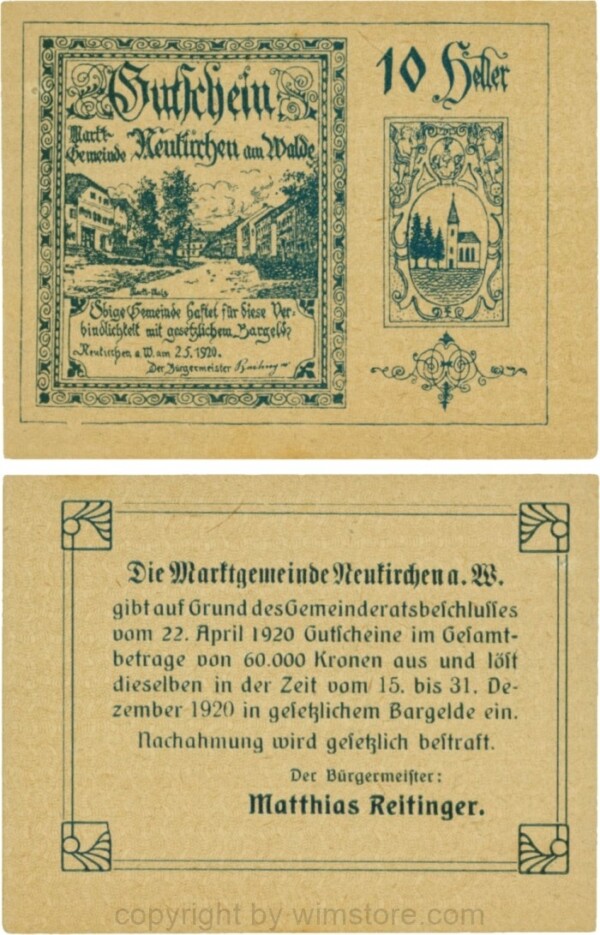 Gutschein
Markt-
Gemeinde Neukirchen am Walde
10 Heller
Obige Gemeinde haftet für diese Ver-
bindlichkeit mit gesetzlichem Bargeld
Neukirchen a. W. am 2.5.1920.
Der Bürgermeister
Die Marktgemeinde Neukirchen a. W.
gibt auf Grund des Gemeinderatsbeschlusses
vom 22. April 1920 Gutscheine im Gesamt-
betrage von 60.000 Kronen aus und löst
dieselben in der Zeit vom 15. bis 31. De-
zember 1920 in gesetzlichem Bargelde ein.
Nachahmung wird gesetzlich bestraft.
Der Bürgermeister:
Matthias Reitinger.
copyright by wimstore.com